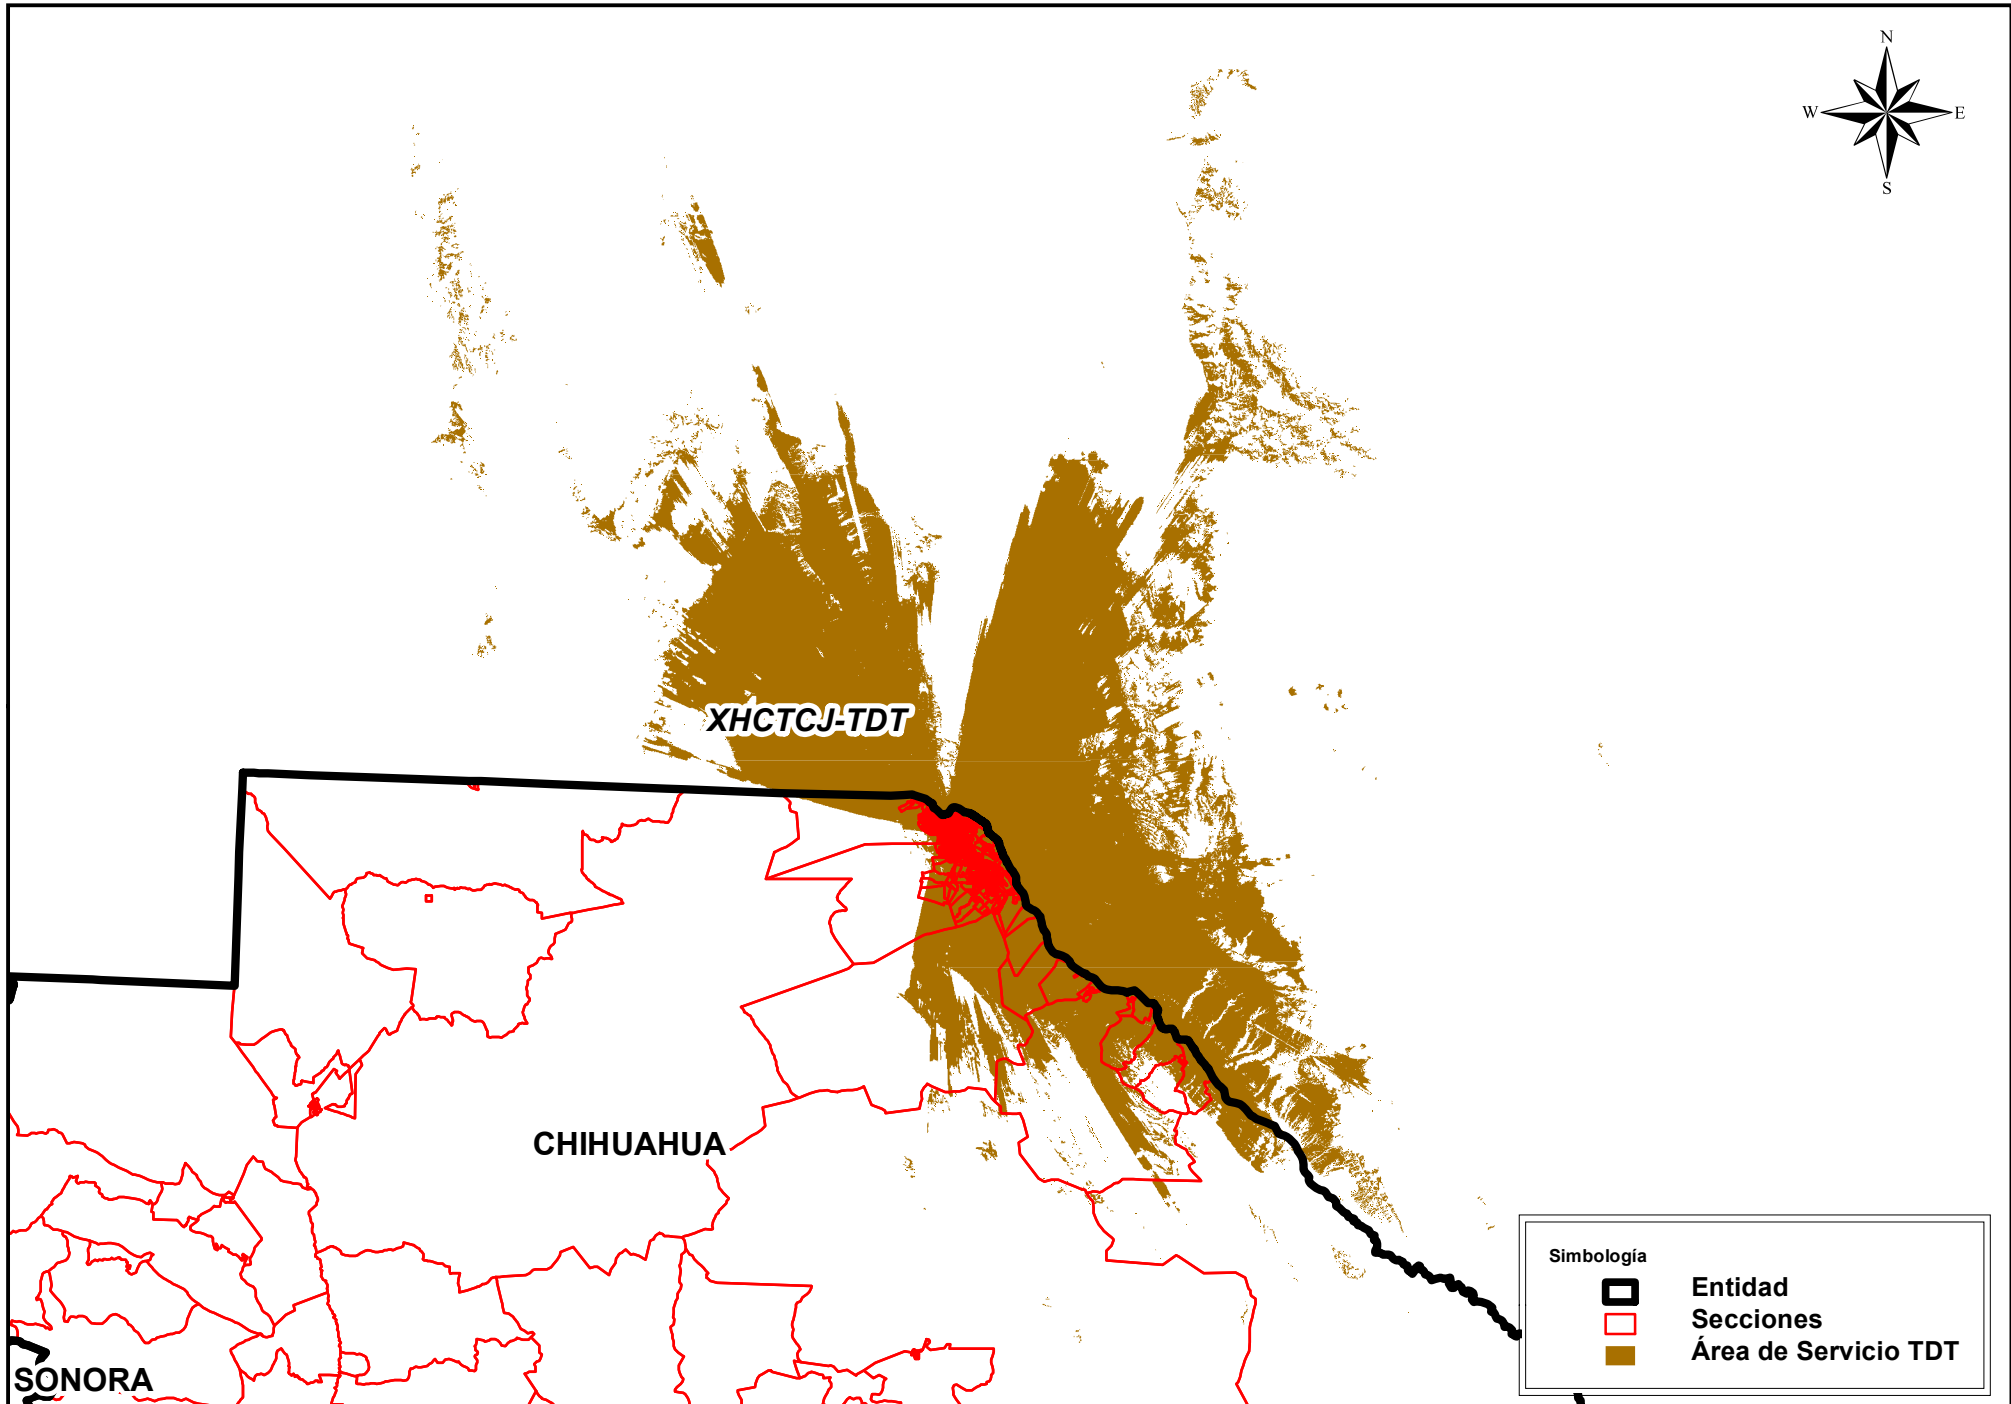 N
W E
S
XHCTCJ-TDT
CHIHUAHUA
SONORA
Simbología
Entidad
Secciones
Área de Servicio TDT